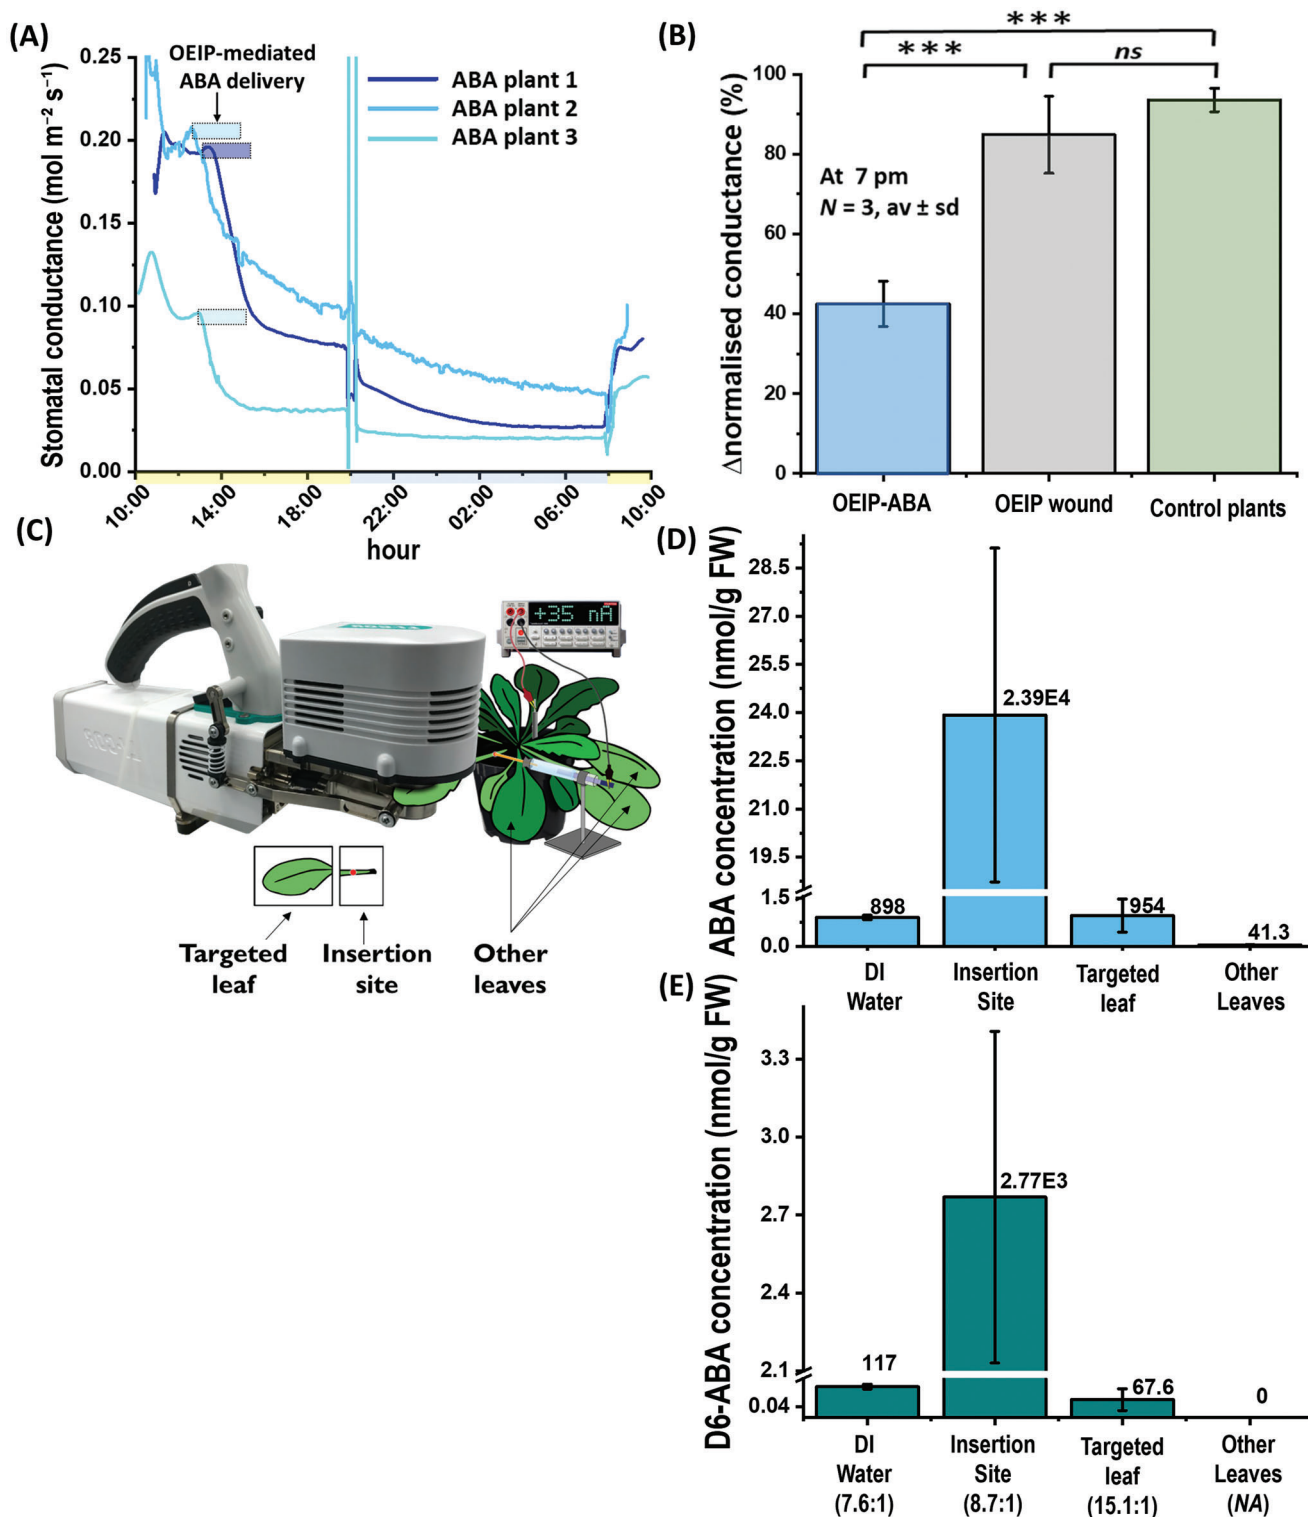 (A)
0.25
0.20
0.25
0.10
0.05
0.00
Stomatal conductance (mol m⁻² s⁻¹)
OEIP-mediated
ABA delivery
ABA plant 1
ABA plant 2
ABA plant 3
10:00
14:00
18:00
22:00
02:00
06:00
10:00
hour
(B)
***
***
ns
100
80
60
40
20
0
Δnormalised conductance (%)
At 7 pm
N = 3, av ± sd
OEIP-ABA
OEIP wound
Control plants
(C)
+35 nA
Targeted
leaf
Insertion
site
Other
leaves
(D)
28.5
27.0
25.5
24.0
22.5
21.0
19.5
1.5
0.0
ABA concentration (nmol/g FW)
898
2.39E4
954
41.3
DI
Water
Insertion
Site
Targeted
leaf
Other
Leaves
(E)
3.3
3.0
2.7
2.4
2.1
0.04
D6-ABA concentration (nmol/g FW)
117
2.77E3
67.6
0
DI
Water
(7.6:1)
Insertion
Site
(8.7:1)
Targeted
leaf
(15.1:1)
Other
Leaves
(NA)